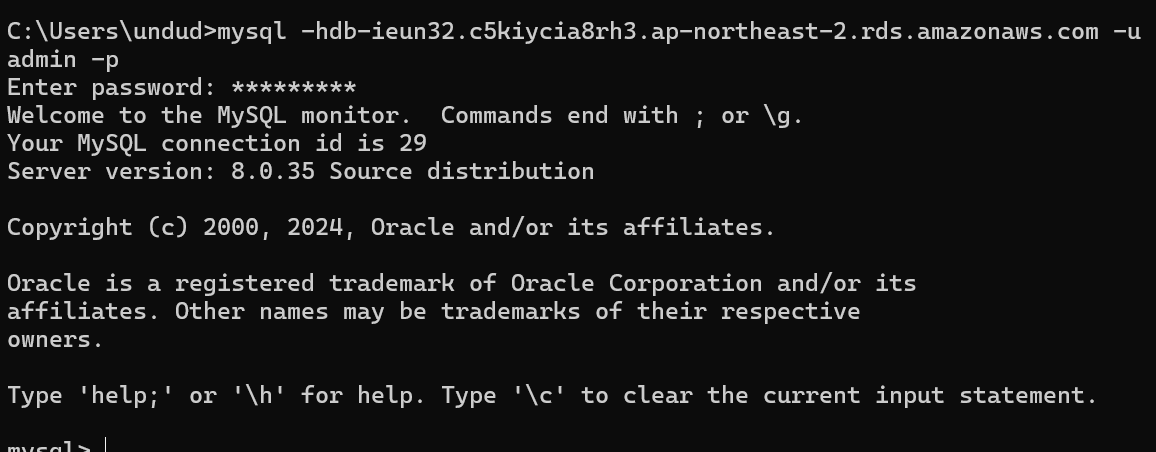 C:\Users\undud>mysql -hdb-ieun32.c5kiycia8rh3.ap-northeast-2.rds.amazonaws.com -u
admin -p
Enter password: *********
Welcome to the MySQL monitor.  Commands end with ; or \g.
Your MySQL connection id is 29
Server version: 8.0.35 Source distribution
Copyright (c) 2000, 2024, Oracle and/or its affiliates.
Oracle is a registered trademark of Oracle Corporation and/or its
affiliates. Other names may be trademarks of their respective
owners.
Type 'help;' or '\h' for help. Type '\c' to clear the current input statement.
mysql>